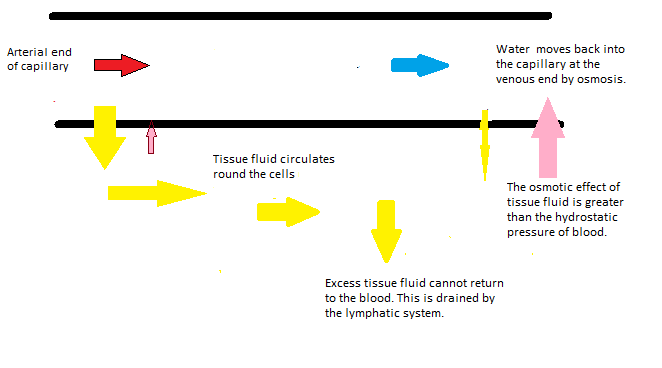 Arterial end
of capillary
Water  moves back into
the capillary at the
venous end by osmosis.
Tissue fluid circulates
round the cells
The osmotic effect of
tissue fluid is greater
than the hydrostatic
pressure of blood.
Excess tissue fluid cannot return
to the blood. This is drained by
the lymphatic system.